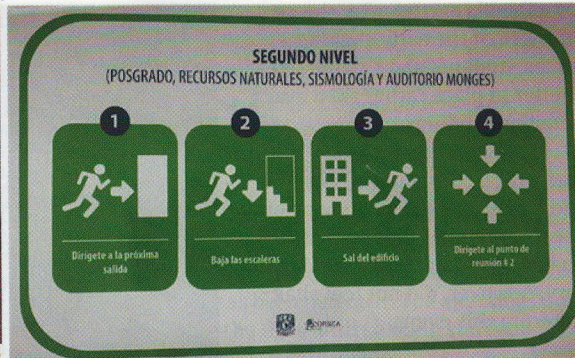 SEGUNDO NIVEL
(POSGRADO, RECURSOS NATURALES, SISMOLOGÍA Y AUDITORIO MONGES)
1
2
3
4
Dirígete a la próxima
salida
Baja las escaleras
Sal del edificio
Dirígete al punto de
reunión # 2